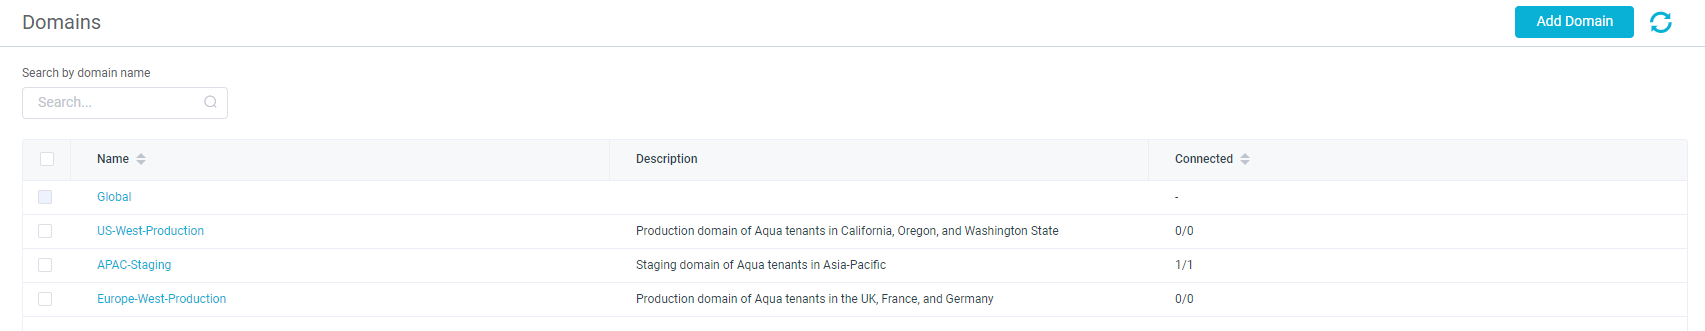 Domains
Add Domain
Search by domain name
Search...
Name Description Connected
Global -
US-West-Production Production domain of Aqua tenants in California, Oregon, and Washington State 0/0
APAC-Staging Staging domain of Aqua tenants in Asia-Pacific 1/1
Europe-West-Production Production domain of Aqua tenants in the UK, France, and Germany 0/0